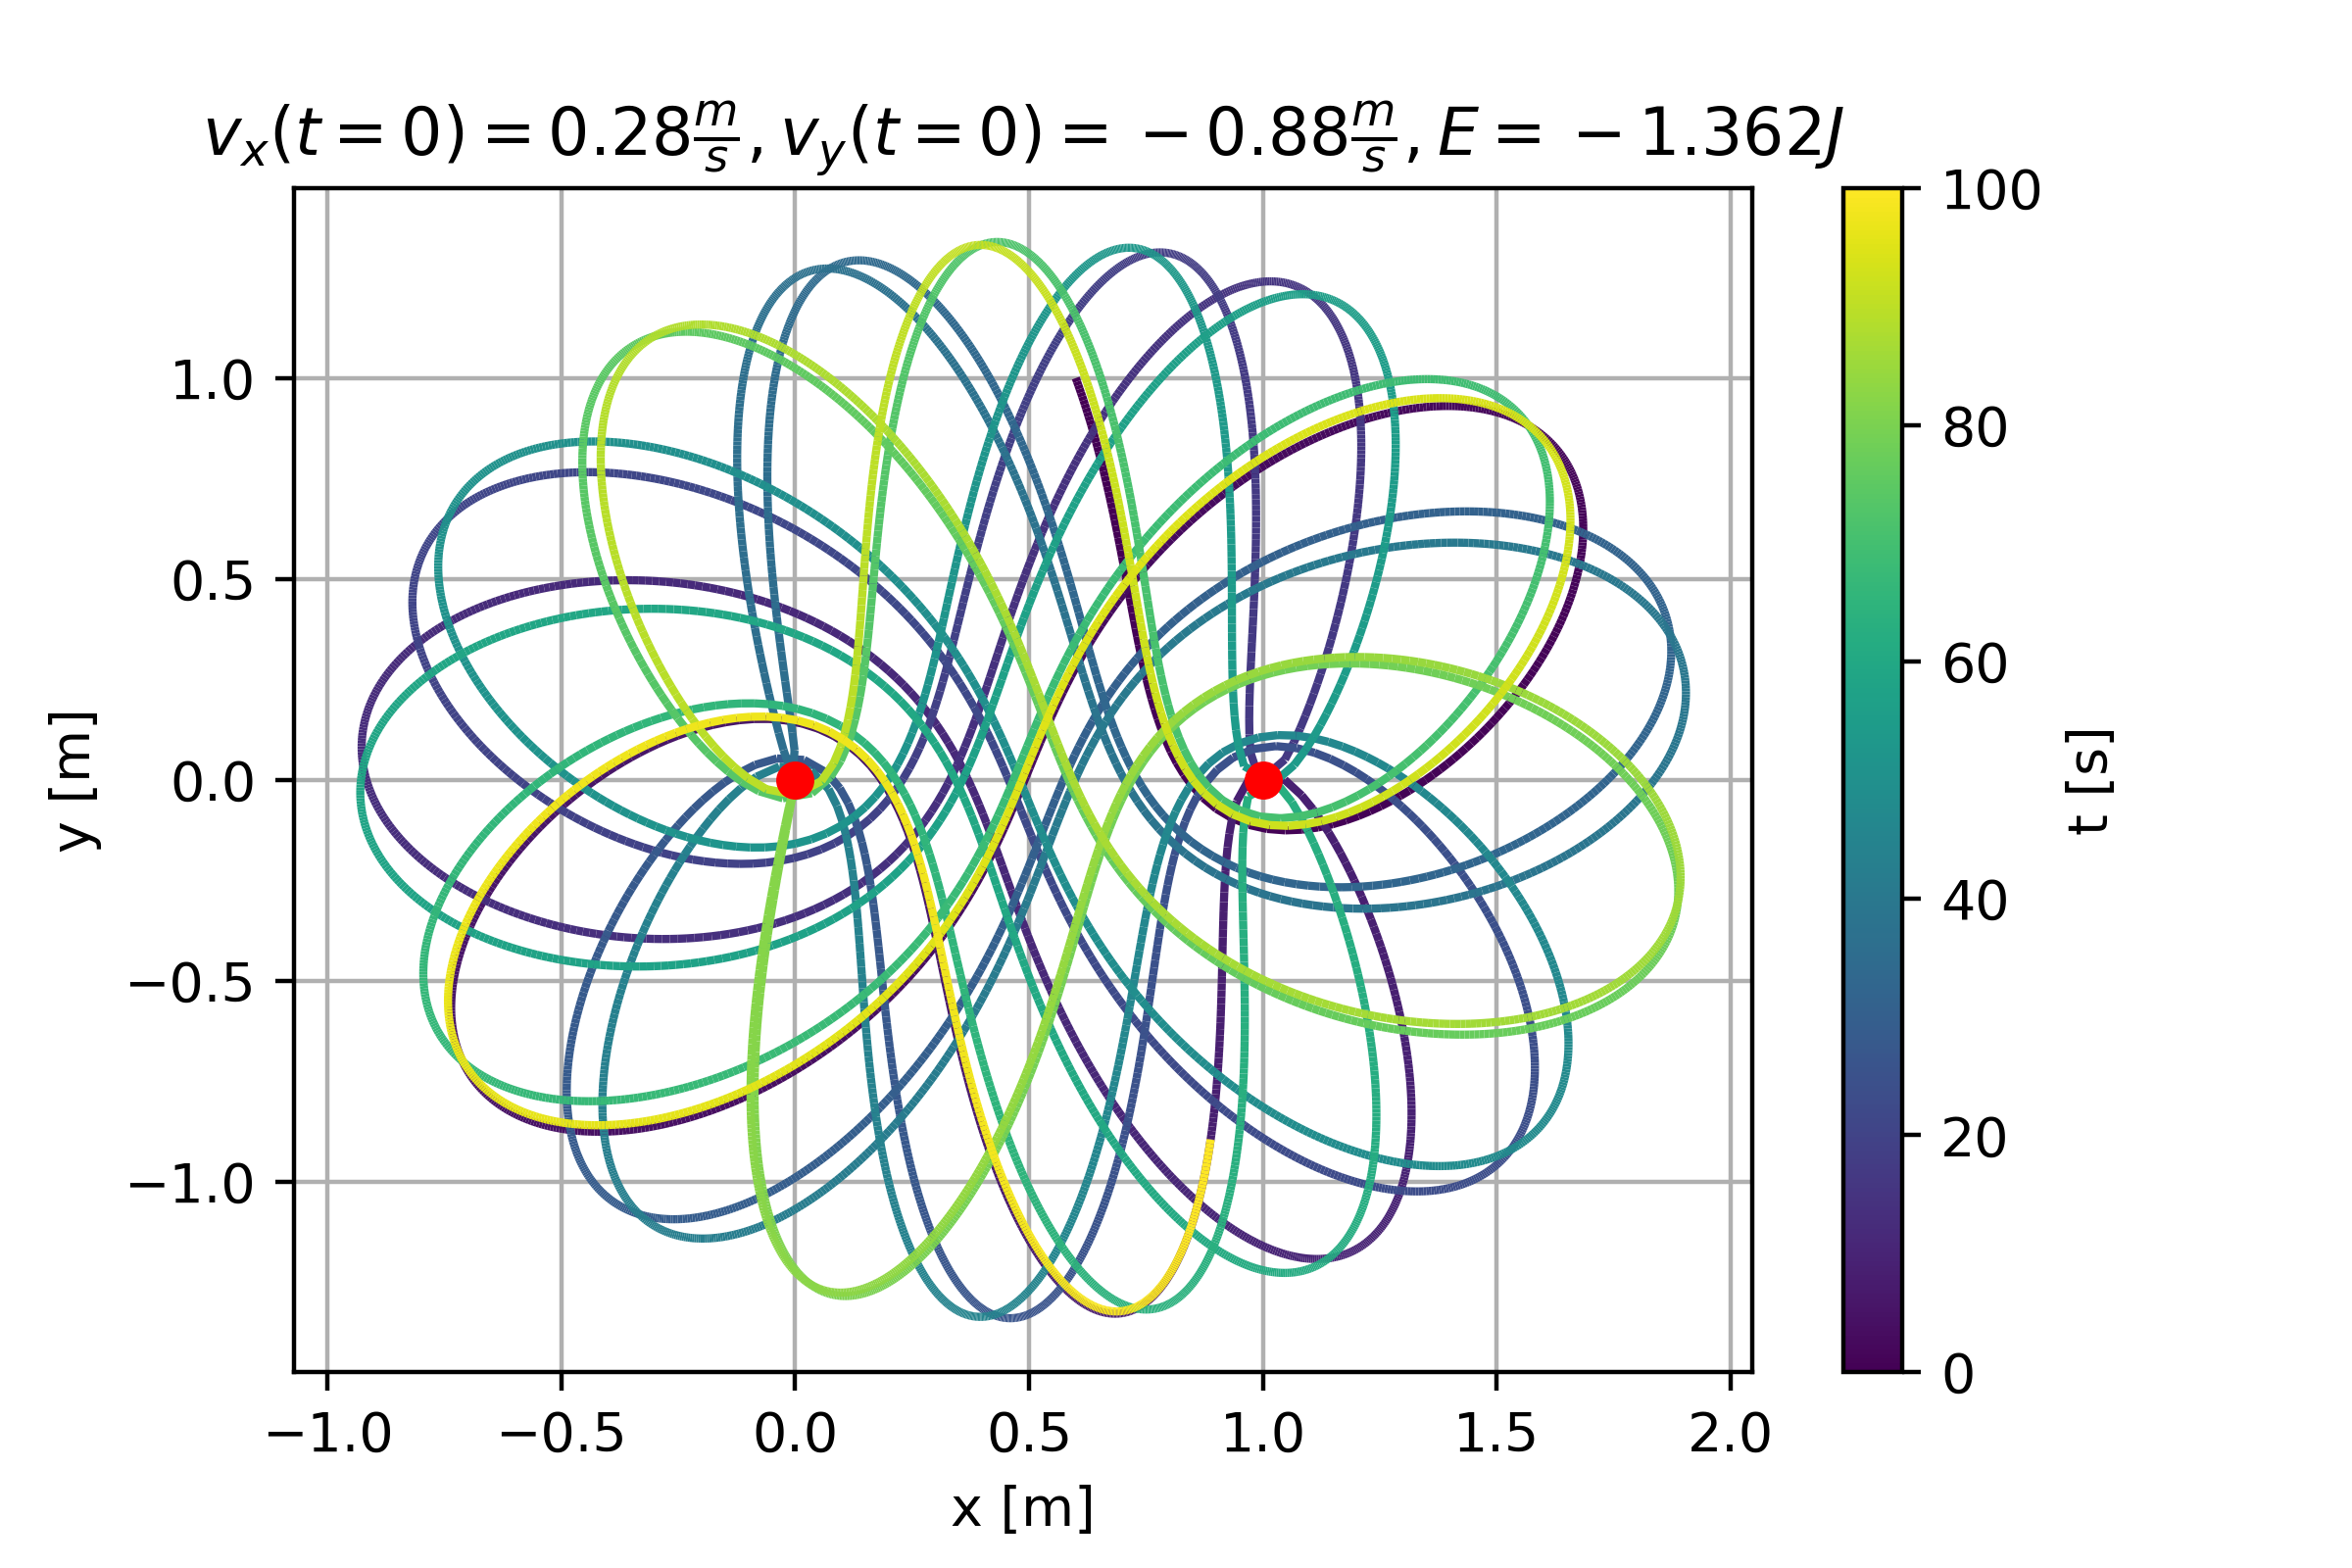 v_x(t = 0) = 0.28 m/s, v_y(t = 0) = −0.88 m/s, E = −1.362J
1.0
0.5
0.0
−0.5
−1.0
y [m]
−1.0 −0.5 0.0 0.5 1.0 1.5 2.0
x [m]
100
80
60
40
20
0
t [s]